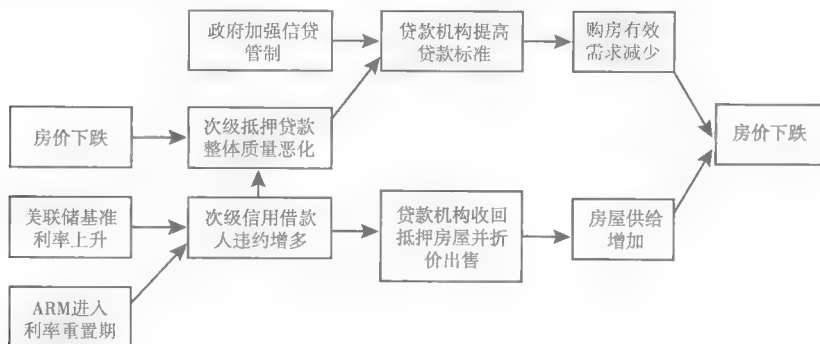 政府加强信贷
管制
贷款机构提高
贷款标准
购房有效
需求减少
房价下跌
次级抵押贷款
整体质量恶化
房价下跌
美联储基准
利率上升
次级信用借款
人违约增多
贷款机构收回
抵押房屋并折
价出售
房屋供给
增加
ARM进入
利率重置期